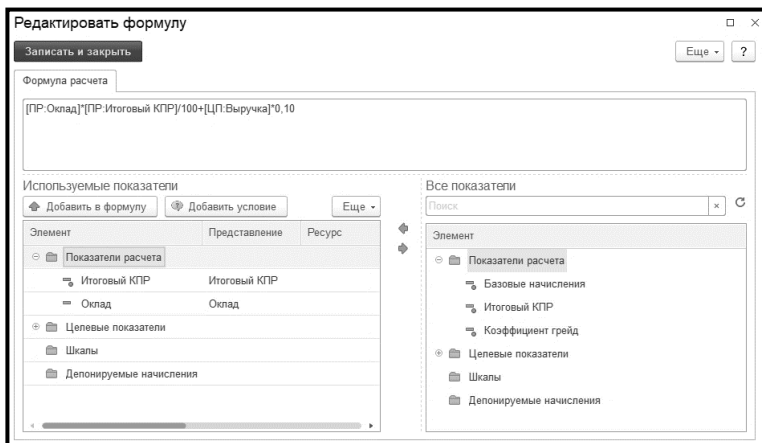 Редактировать формулу
Записать и закрыть
Еще
?
Формула расчета
[ПР:Оклад]*[ПР:Итоговый КПР]/100+[ЦП:Выручка]*0,10
Используемые показатели
Добавить в формулу
Добавить условие
Еще
Элемент
Представление
Ресурс
Показатели расчета
Итоговый КПР
Итоговый КПР
Оклад
Оклад
Целевые показатели
Шкалы
Депонируемые начисления
Все показатели
Поиск
Элемент
Показатели расчета
Базовые начисления
Итоговый КПР
Коэффициент грейд
Целевые показатели
Шкалы
Депонируемые начисления